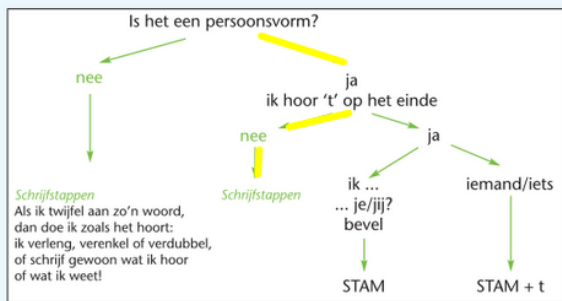 Is het een persoonsvorm?
nee
ja
ik hoor ‘t’ op het einde
nee
ja
Schrijfstappen
Als ik twijfel aan zo’n woord,
dan doe ik zoals het hoort:
ik verleng, verenkel of verdubbel,
of schrijf gewoon wat ik hoor
of wat ik weet!
Schrijfstappen
ik ...
... je/jij?
bevel
iemand/iets
STAM
STAM + t